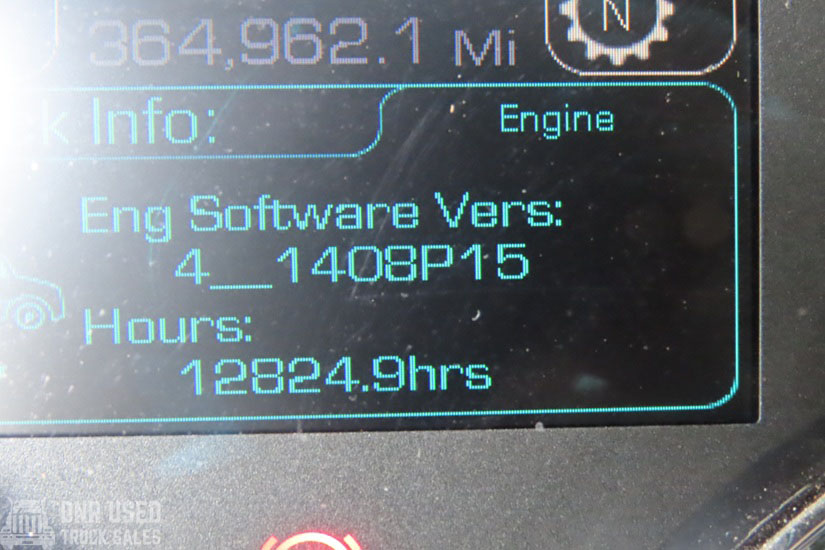 364,962.1 Mi
N
k Info:
Engine
Eng Software Vers:
4__1408P15
Hours:
12824.9hrs
P
DNR USED
TRUCK SALES